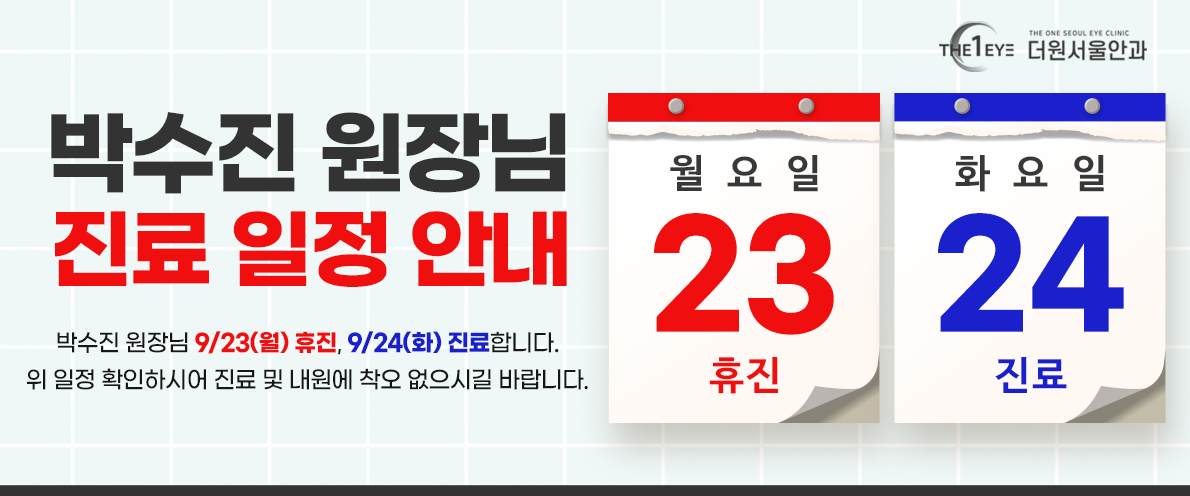 THE1EYE
THE ONE SEOUL EYE CLINIC
더원서울안과
박수진 원장님
진료 일정 안내
박수진 원장님 9/23(월) 휴진, 9/24(화) 진료합니다.
위 일정 확인하시어 진료 및 내원에 착오 없으시길 바랍니다.
월요일
23
휴진
화요일
24
진료